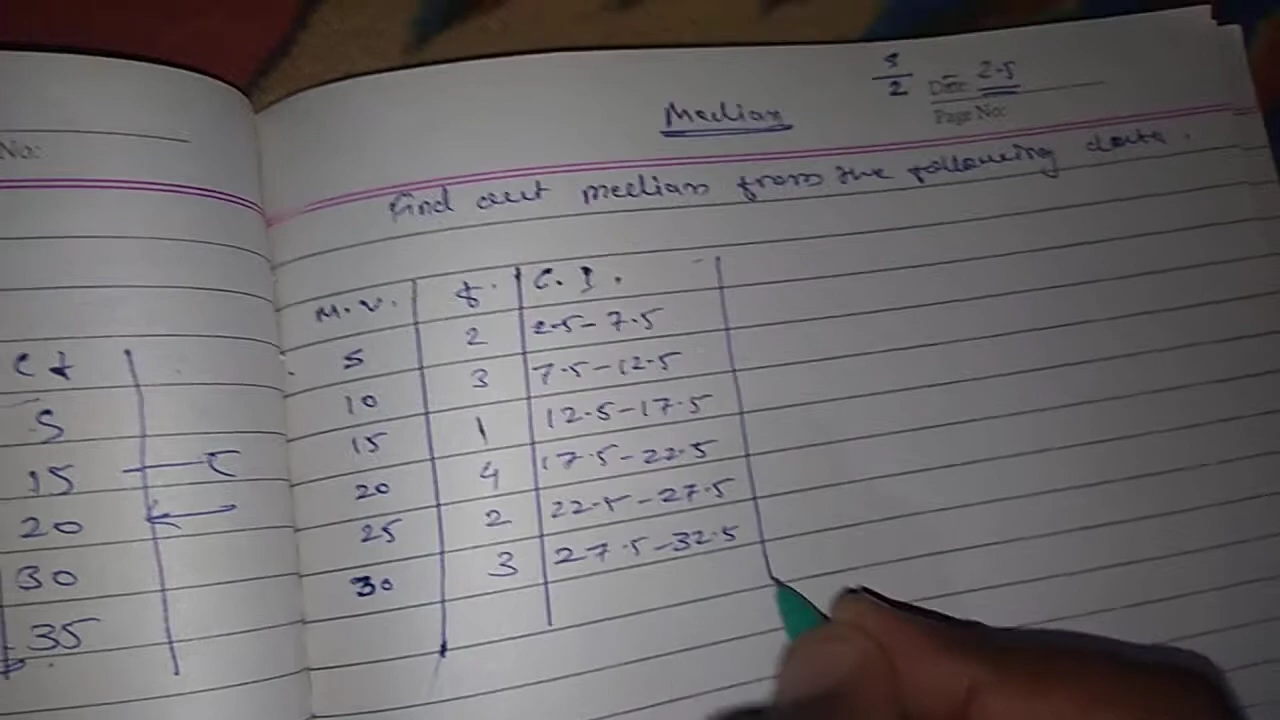 No:
c f
5
15
20
30
35
5/2
Date: 2.5
Page No:
Median
Find out median from the following data.
M.V. f. C.I.
5 2 2.5-7.5
10 3 7.5-12.5
15 1 12.5-17.5
20 4 17.5-22.5
25 2 22.5-27.5
30 3 27.5-32.5